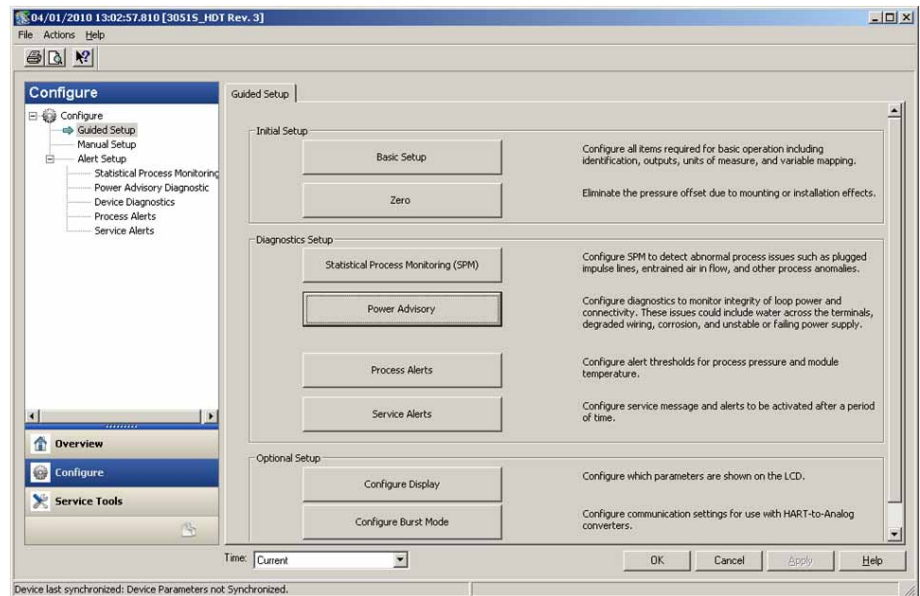 04/01/2010 13:02:57.810 [3051S_HDT Rev. 3]
File Actions Help
Configure
Configure
Guided Setup
Manual Setup
Alert Setup
Statistical Process Monitoring
Power Advisory Diagnostic
Device Diagnostics
Process Alerts
Service Alerts
Overview
Configure
Service Tools
Guided Setup
Initial Setup
Basic Setup
Configure all items required for basic operation including
identification, outputs, units of measure, and variable mapping.
Zero
Eliminate the pressure offset due to mounting or installation effects.
Diagnostics Setup
Statistical Process Monitoring (SPM)
Configure SPM to detect abnormal process issues such as plugged
impulse lines, entrained air in flow, and other process anomalies.
Power Advisory
Configure diagnostics to monitor integrity of loop power and
connectivity. These issues could include water across the terminals,
degraded wiring, corrosion, and unstable or failing power supply.
Process Alerts
Configure alert thresholds for process pressure and module
temperature.
Service Alerts
Configure service message and alerts to be activated after a period
of time.
Optional Setup
Configure Display
Configure which parameters are shown on the LCD.
Configure Burst Mode
Configure communication settings for use with HART-to-Analog
converters.
Time: Current
OK Cancel Apply Help
Device last synchronized: Device Parameters not Synchronized.